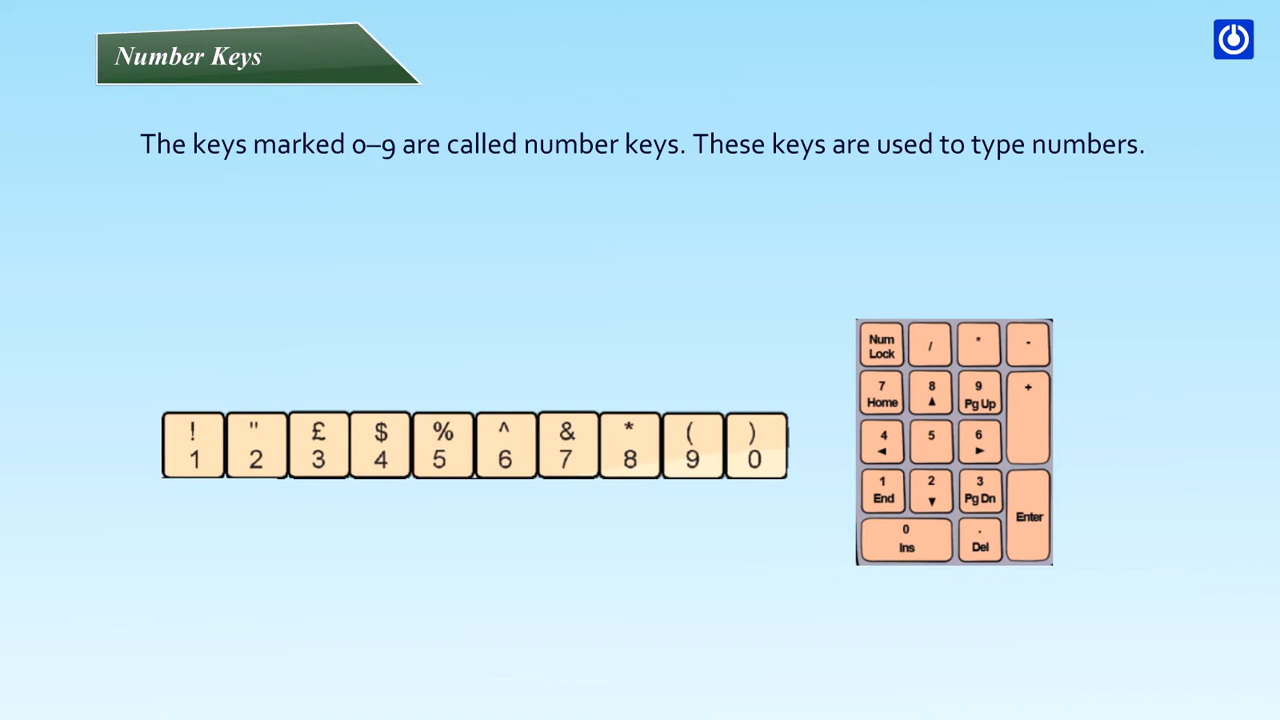 Number Keys
The keys marked 0–9 are called number keys. These keys are used to type numbers.
! " £ $ % ^ & * ( )
1 2 3 4 5 6 7 8 9 0
Num Lock / * -
7 Home 8 ▲ 9 Pg Up +
4 ◄ 5 6 ►
1 End 2 ▼ 3 Pg Dn Enter
0 Ins . Del